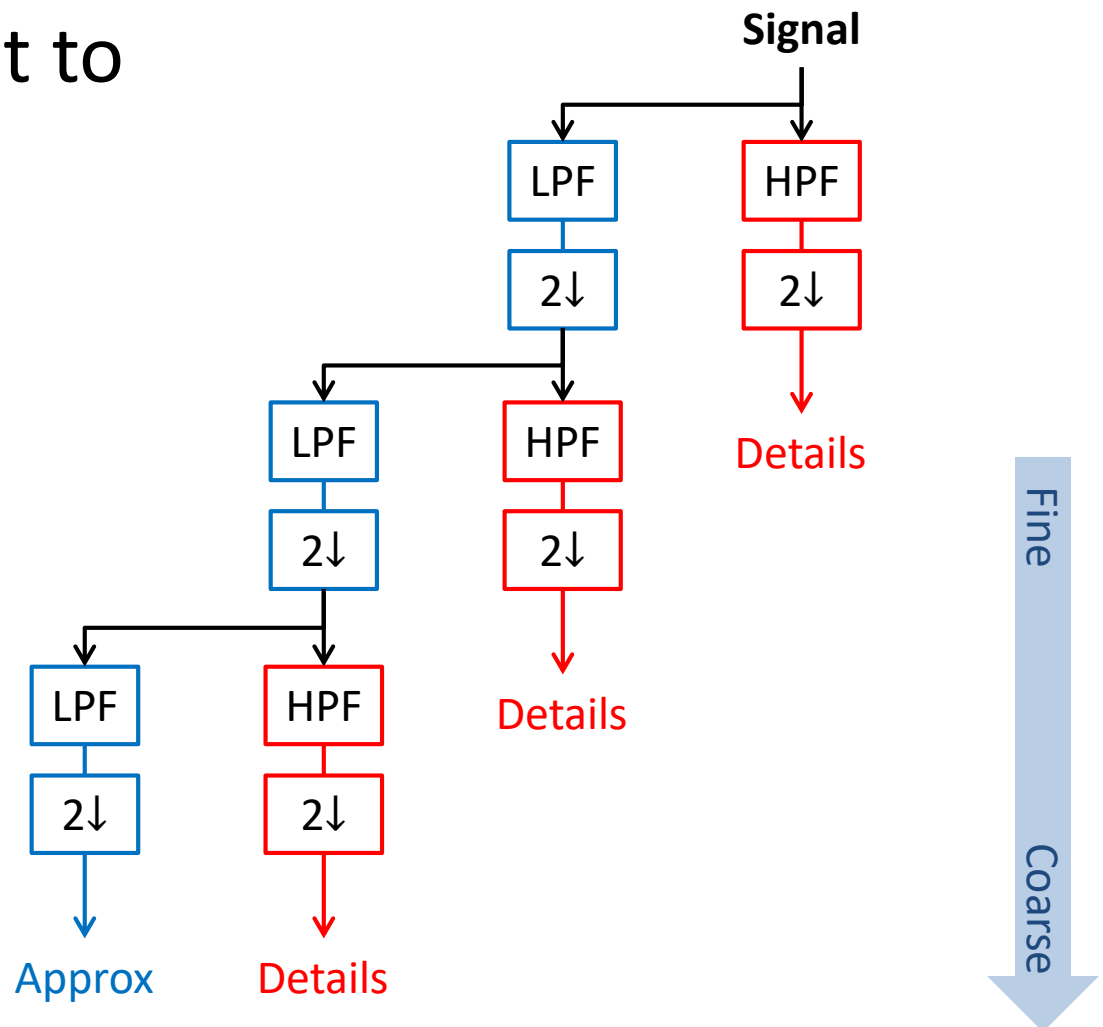 t to
Signal
LPF
HPF
2↓
2↓
LPF
HPF
Details
2↓
2↓
LPF
HPF
Details
2↓
2↓
Approx
Details
Fine
Coarse